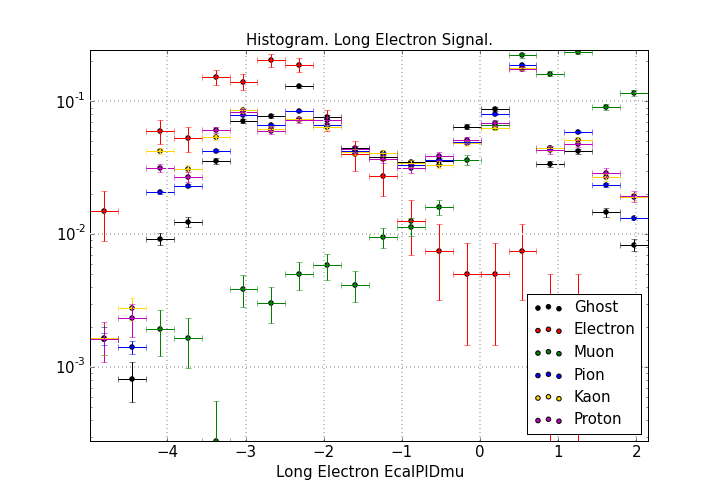 Histogram. Long Electron Signal.
10⁻¹
10⁻²
10⁻³
−4 −3 −2 −1 0 1 2
Long Electron EcalPIDmu
Ghost
Electron
Muon
Pion
Kaon
Proton